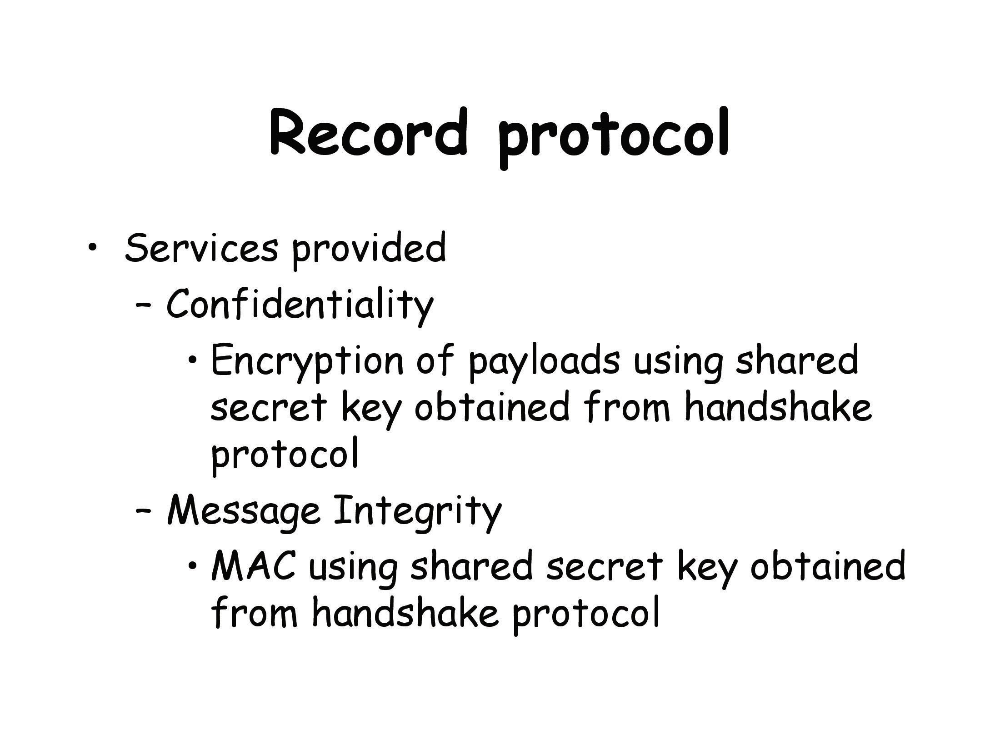 Record protocol
• Services provided
– Confidentiality
• Encryption of payloads using shared
secret key obtained from handshake
protocol
– Message Integrity
• MAC using shared secret key obtained
from handshake protocol